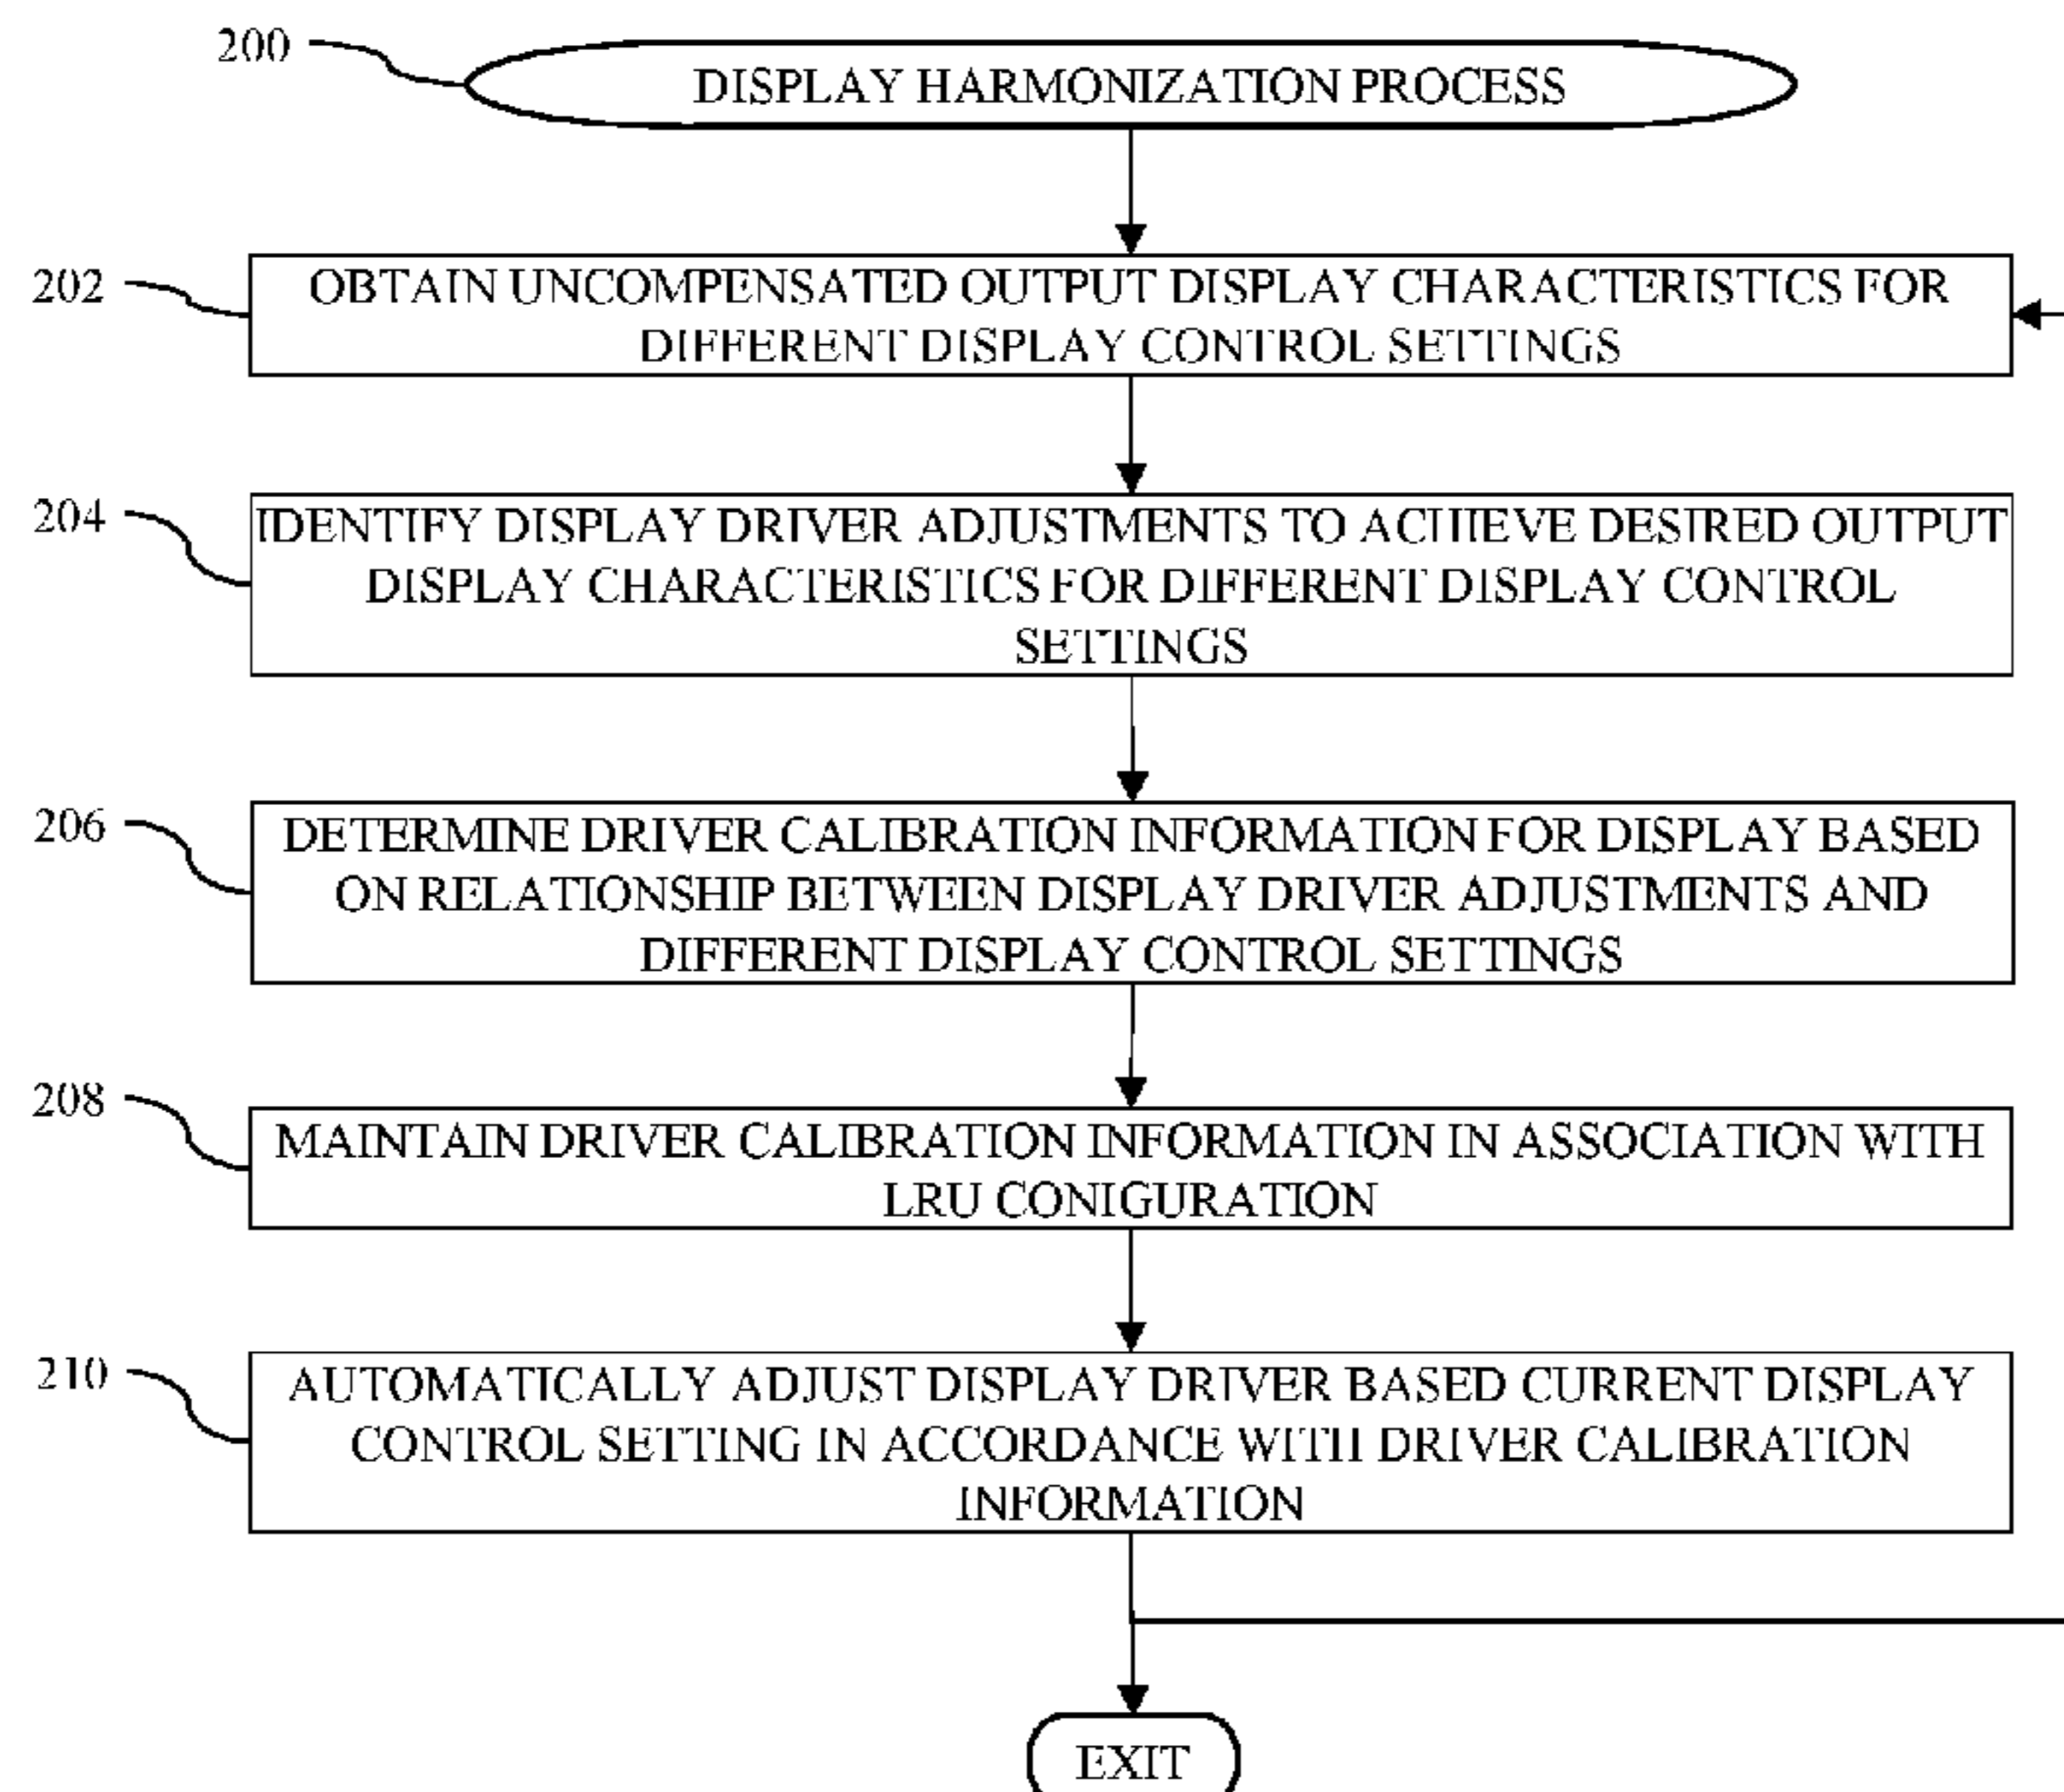 200
DISPLAY HARMONIZATION PROCESS
202
OBTAIN UNCOMPENSATED OUTPUT DISPLAY CHARACTERISTICS FOR
DIFFERENT DISPLAY CONTROL SETTINGS
204
IDENTIFY DISPLAY DRIVER ADJUSTMENTS TO ACHIEVE DESIRED OUTPUT
DISPLAY CHARACTERISTICS FOR DIFFERENT DISPLAY CONTROL
SETTINGS
206
DETERMINE DRIVER CALIBRATION INFORMATION FOR DISPLAY BASED
ON RELATIONSHIP BETWEEN DISPLAY DRIVER ADJUSTMENTS AND
DIFFERENT DISPLAY CONTROL SETTINGS
208
MAINTAIN DRIVER CALIBRATION INFORMATION IN ASSOCIATION WITH
LRU CONIGURATION
210
AUTOMATICALLY ADJUST DISPLAY DRIVER BASED CURRENT DISPLAY
CONTROL SETTING IN ACCORDANCE WITH DRIVER CALIBRATION
INFORMATION
EXIT